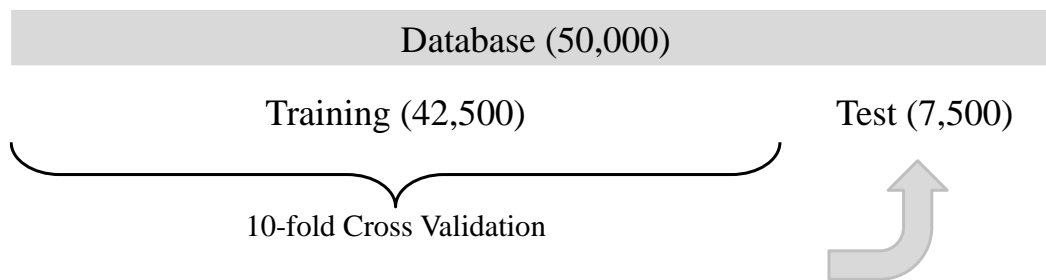 Database (50,000)
Training (42,500) Test (7,500)
10-fold Cross Validation